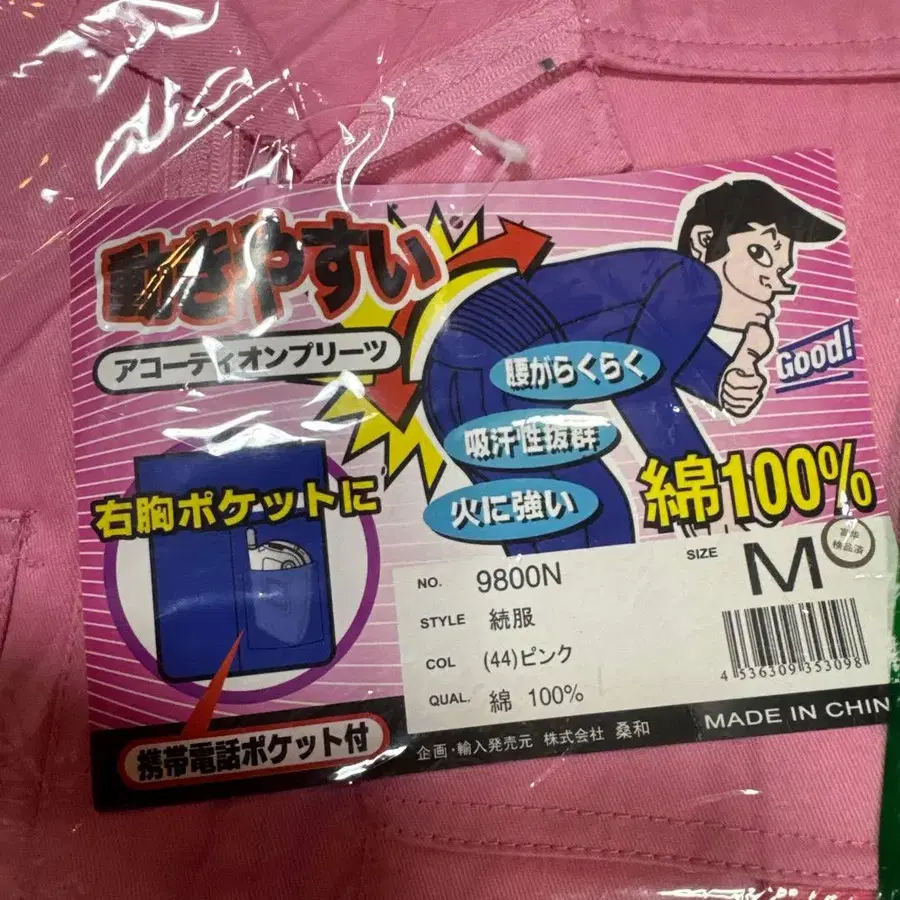 動きやすい
アコーディオンプリーツ
腰がらくらく
Good!
吸汗性抜群
火に強い
綿100%
右胸ポケットに
携帯電話ポケット付
NO. 9800N
SIZE M
STYLE 続服
COL (44)ピンク
QUAL. 綿 100%
検品済
4 536309 353098
企画・輸入発売元 株式会社 桑和
MADE IN CHIN